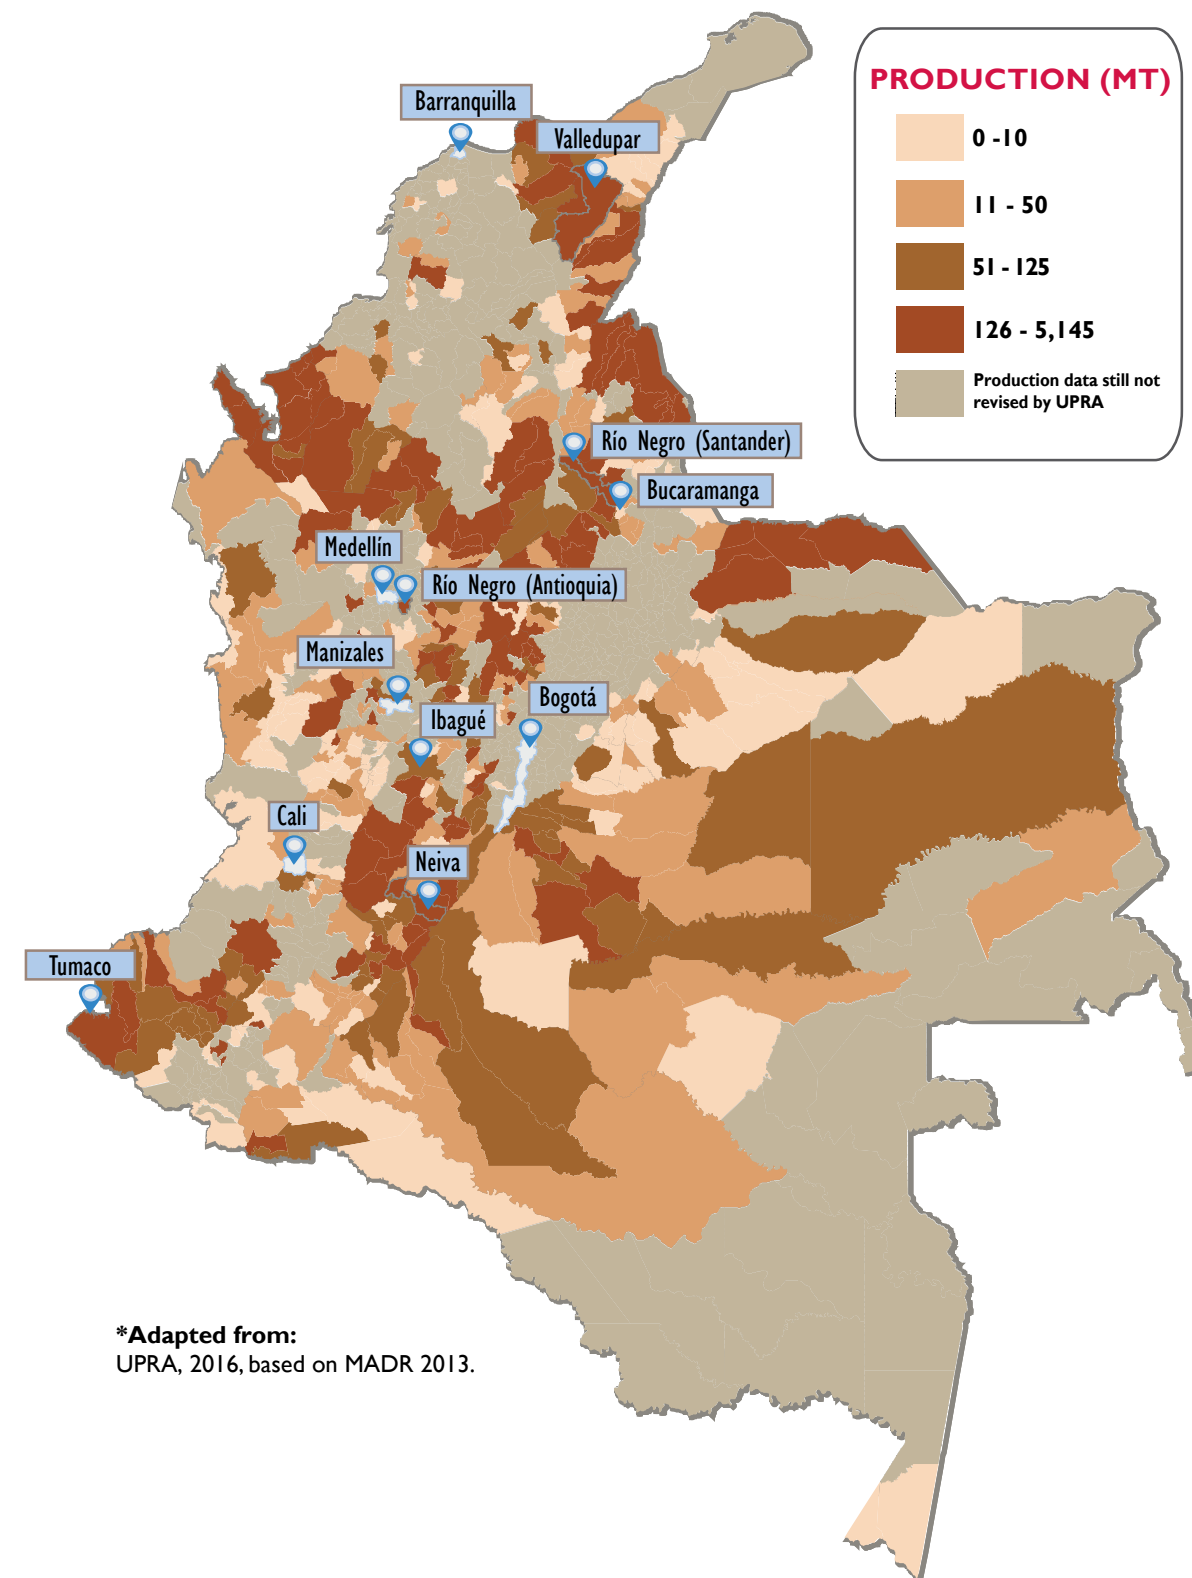 PRODUCTION (MT)
0 -10
11 - 50
51 - 125
126 - 5,145
Production data still not
revised by UPRA
Barranquilla
Valledupar
Río Negro (Santander)
Bucaramanga
Medellín
Río Negro (Antioquia)
Manizales
Bogotá
Ibagué
Cali
Neiva
Tumaco
*Adapted from:
UPRA, 2016, based on MADR 2013.